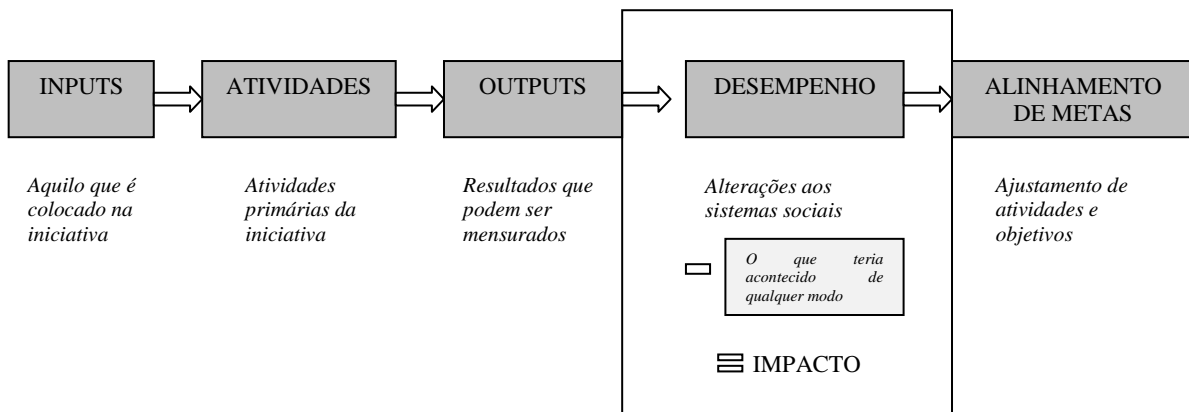 INPUTS
ATIVIDADES
OUTPUTS
DESEMPENHO
ALINHAMENTO
DE METAS
Aquilo que é
colocado na
iniciativa
Atividades
primárias da
iniciativa
Resultados que
podem ser
mensurados
Alterações aos
sistemas sociais
Ajustamento de
atividades e
objetivos
O que teria
acontecido de
qualquer modo
IMPACTO